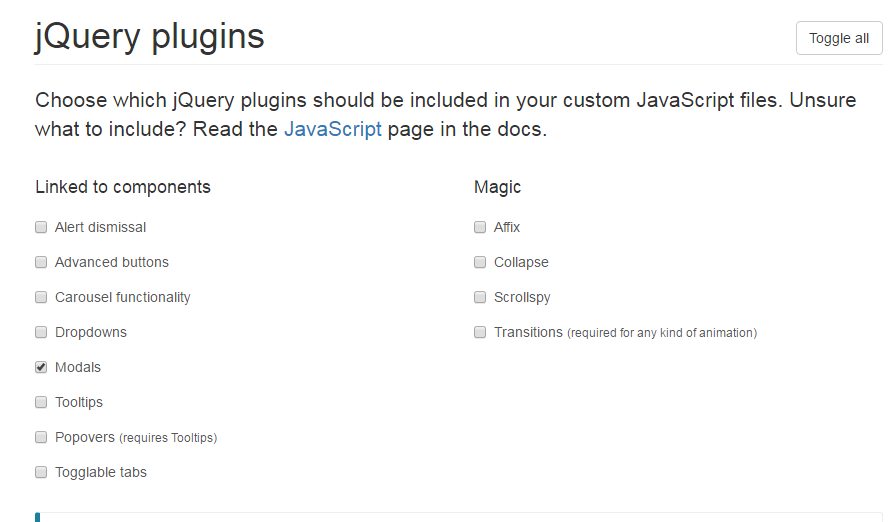 jQuery plugins
Toggle all
Choose which jQuery plugins should be included in your custom JavaScript files. Unsure
what to include? Read the JavaScript page in the docs.
Linked to components
Alert dismissal
Advanced buttons
Carousel functionality
Dropdowns
Modals
Tooltips
Popovers (requires Tooltips)
Togglable tabs
Magic
Affix
Collapse
Scrollspy
Transitions (required for any kind of animation)